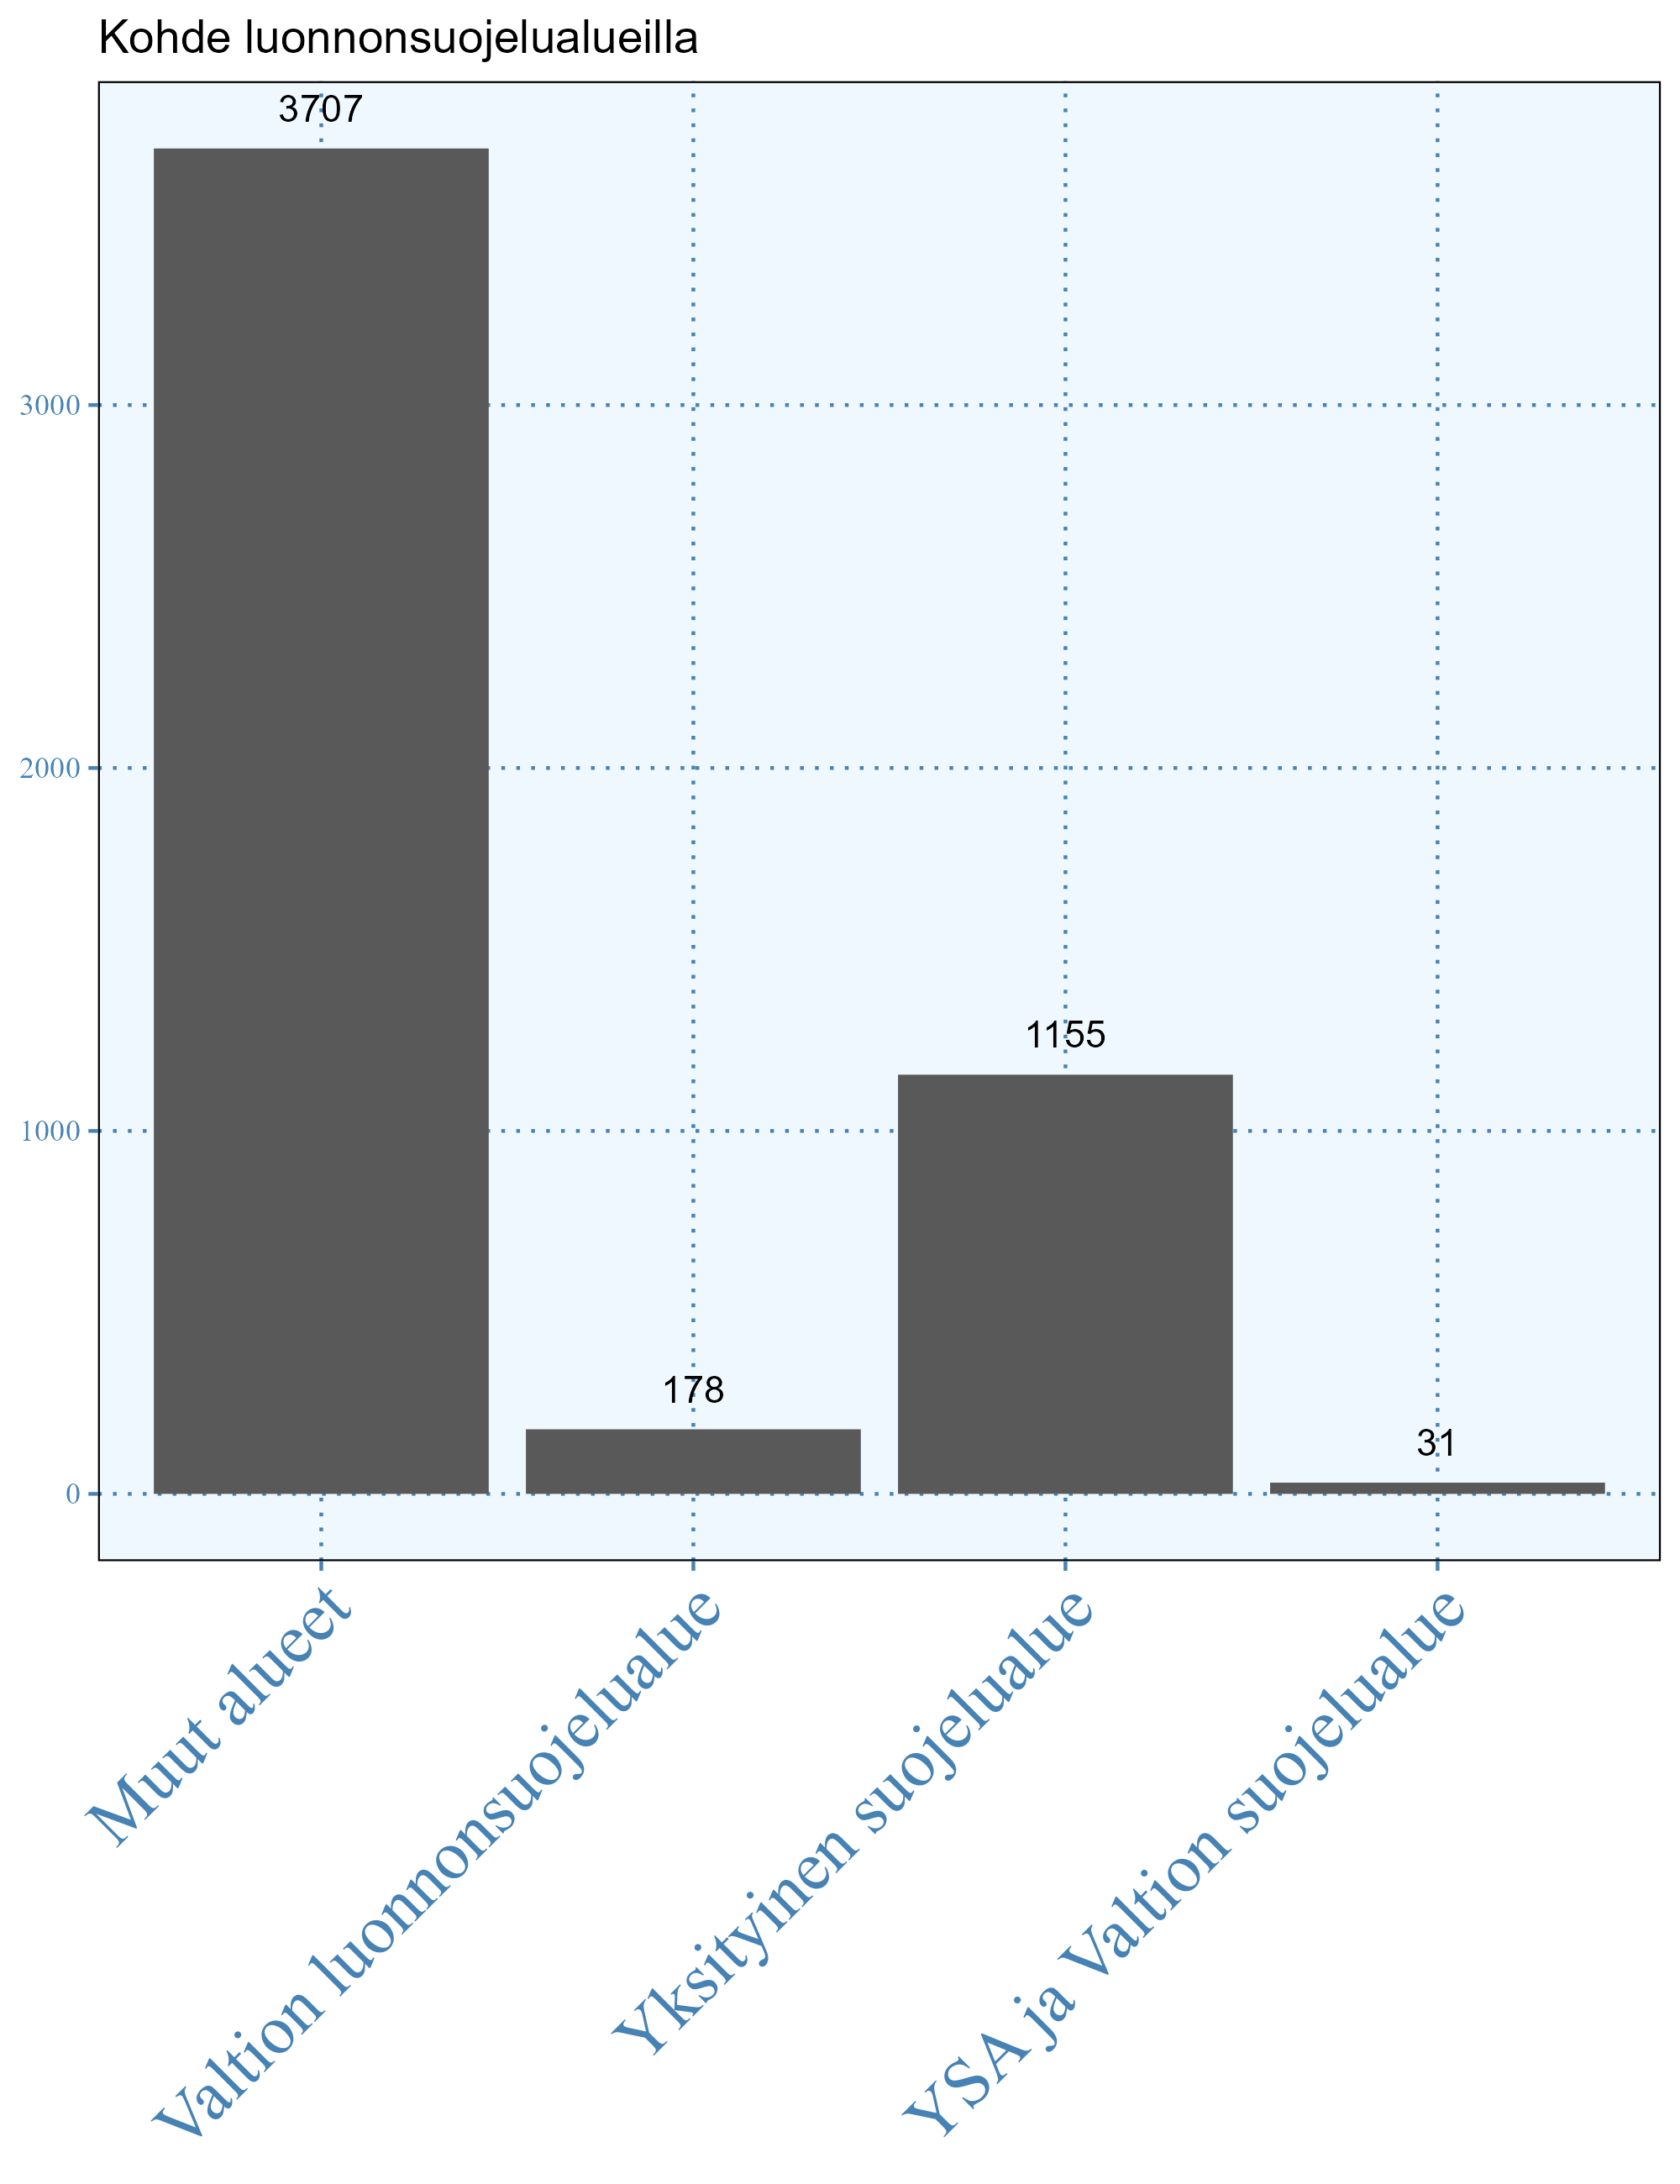 Kohde luonnonsuojelualueilla
3707
3000
2000
1155
1000
178
31
0
Muut alueet
Valtion luonnonsuojelualue
Yksityinen suojelualue
YSA ja Valtion suojelualue